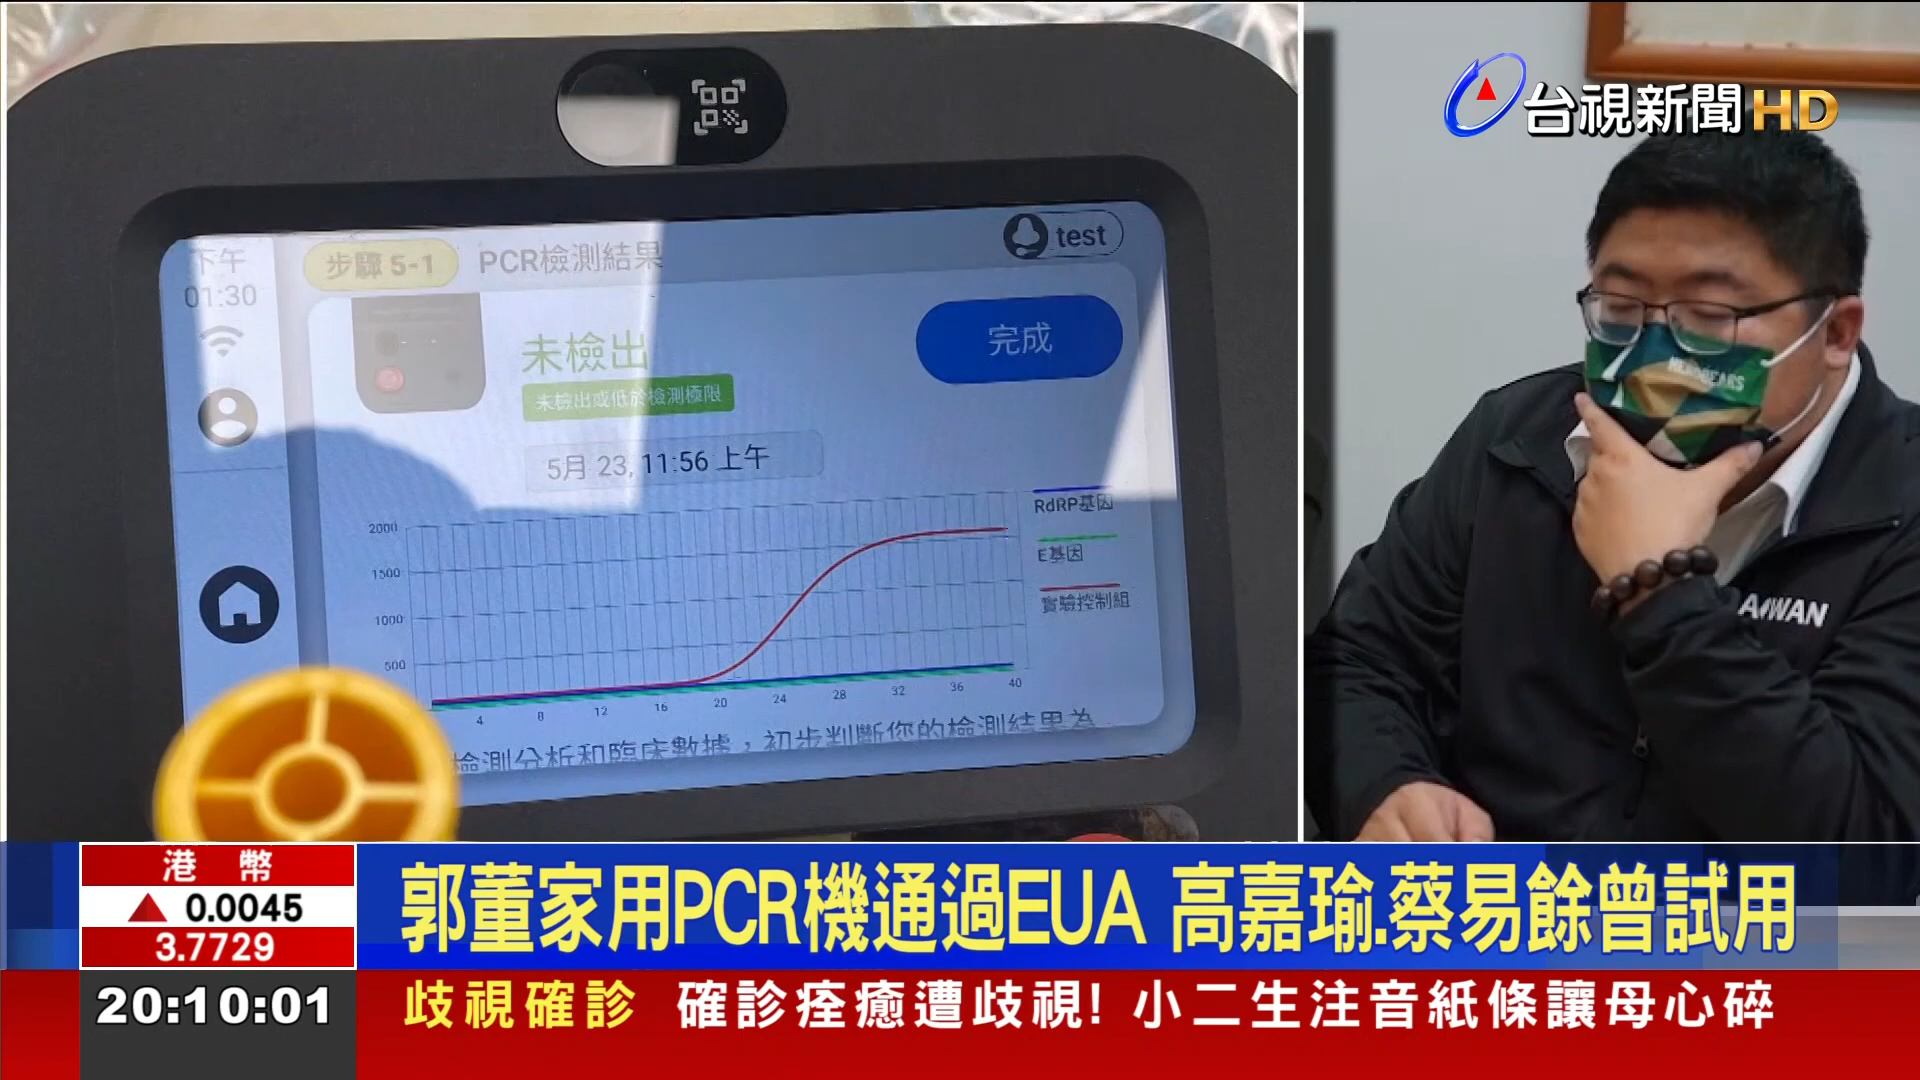 台視新聞HD
下午
01:30
步驟 5-1
PCR檢測結果
test
未檢出
未檢出或低於檢測極限
完成
5月 23, 11:56 上午
2000
1500
1000
500
4 8 12 16 20 24 28 32 36 40
RdRP基因
E基因
實驗控制組
檢測分析和臨床數據，初步判斷您的檢測結果為
HEROBEARS
AIWAN
港 幣
▲ 0.0045
3.7729
郭董家用PCR機通過EUA 高嘉瑜.蔡易餘曾試用
20:10:01
歧視確診 確診痊癒遭歧視! 小二生注音紙條讓母心碎